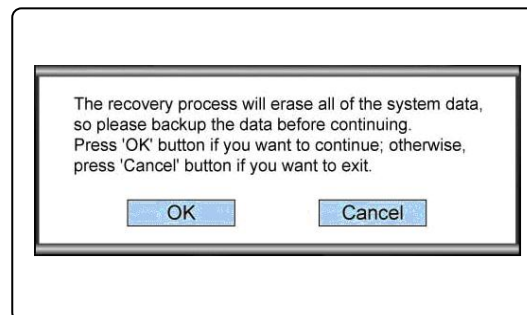 The recovery process will erase all of the system data,
so please backup the data before continuing.
Press 'OK' button if you want to continue; otherwise,
press 'Cancel' button if you want to exit.
OK Cancel